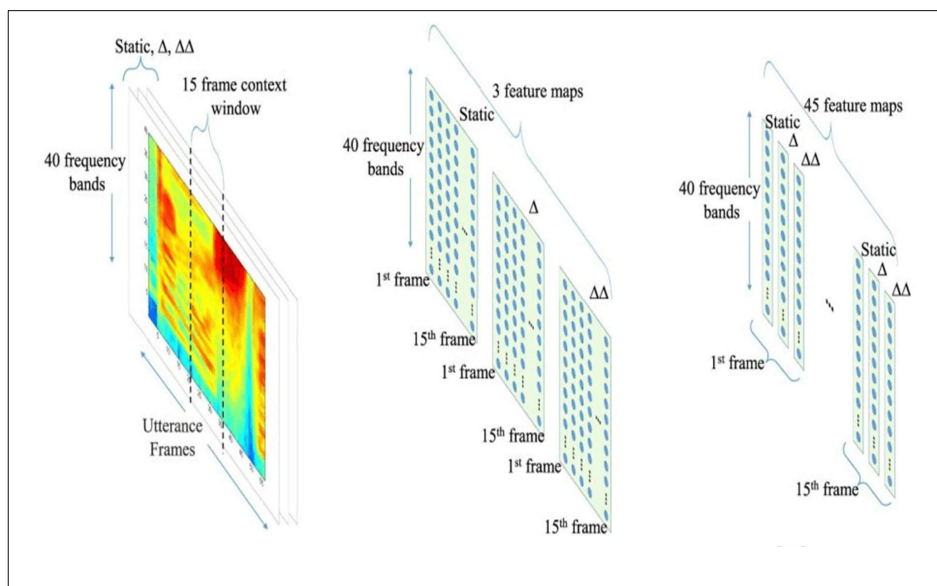 Static, Δ, ΔΔ
15 frame context
window
40 frequency
bands
Utterance
Frames
3 feature maps
Static
40 frequency
bands
Δ
1st frame
ΔΔ
15th frame
1st frame
15th frame
1st frame
15th frame
45 feature maps
Static
Δ
ΔΔ
40 frequency
bands
Static
Δ
ΔΔ
1st frame
15th frame